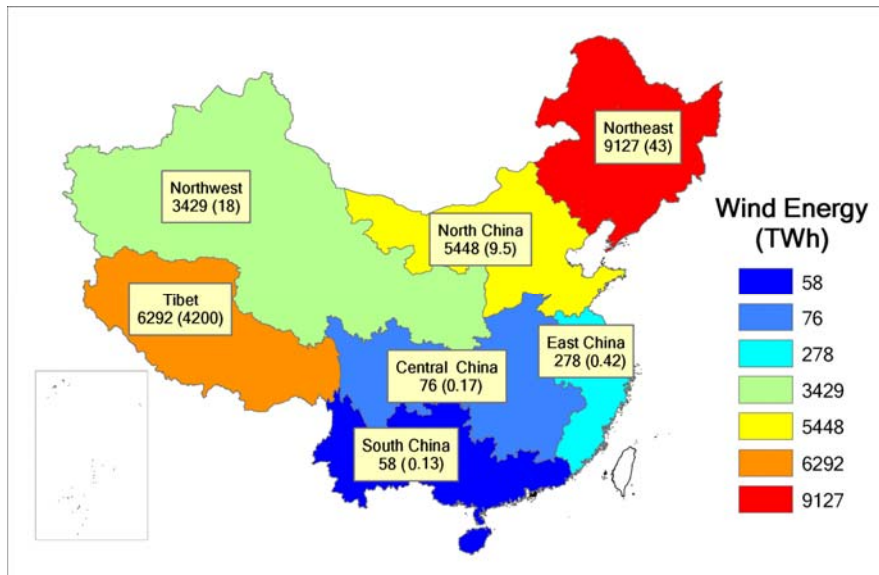 Northeast
9127 (43)
Northwest
3429 (18)
North China
5448 (9.5)
Tibet
6292 (4200)
East China
278 (0.42)
Central China
76 (0.17)
South China
58 (0.13)
Wind Energy
(TWh)
58
76
278
3429
5448
6292
9127